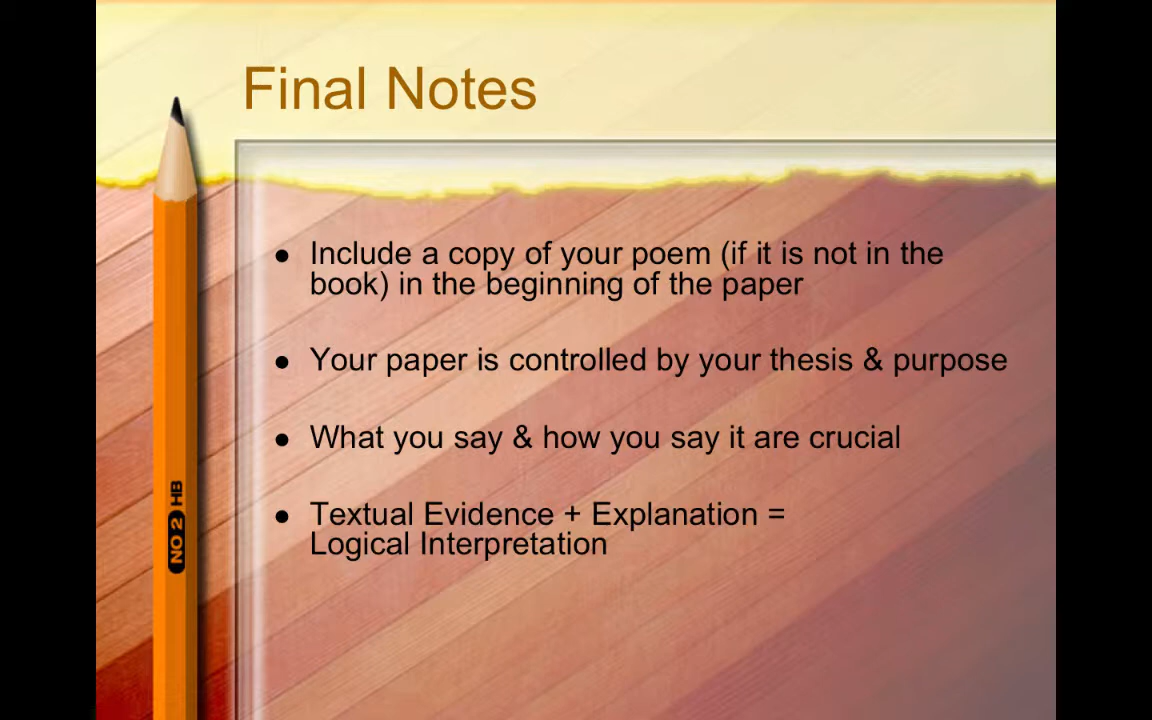 Final Notes
● Include a copy of your poem (if it is not in the
book) in the beginning of the paper
● Your paper is controlled by your thesis & purpose
● What you say & how you say it are crucial
● Textual Evidence + Explanation =
Logical Interpretation
NO 2 HB